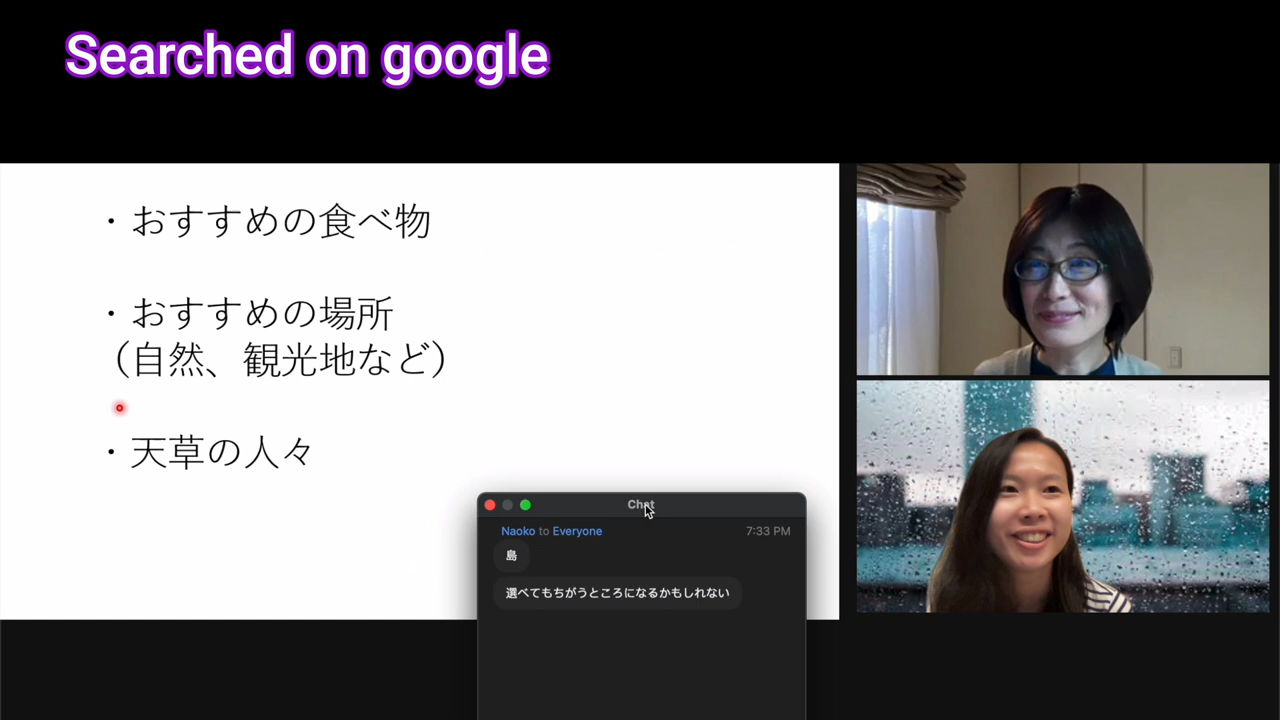 Searched on google
・おすすめの食べ物
・おすすめの場所
（自然、観光地など）
・天草の人々
Chat
Naoko to Everyone 7:33 PM
島
選べてもちがうところになるかもしれない